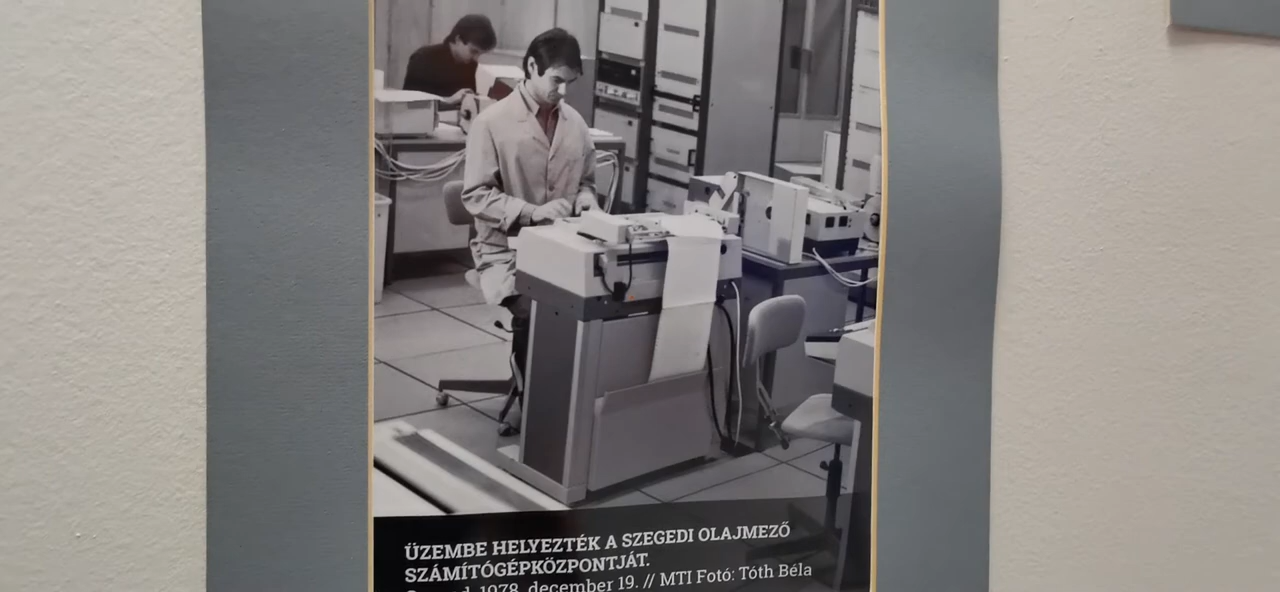 ÜZEMBE HELYEZTÉK A SZEGEDI OLAJMEZŐ
SZÁMÍTÓGÉPKÖZPONTJÁT.
1978. december 19. // MTI Fotó: Tóth Béla